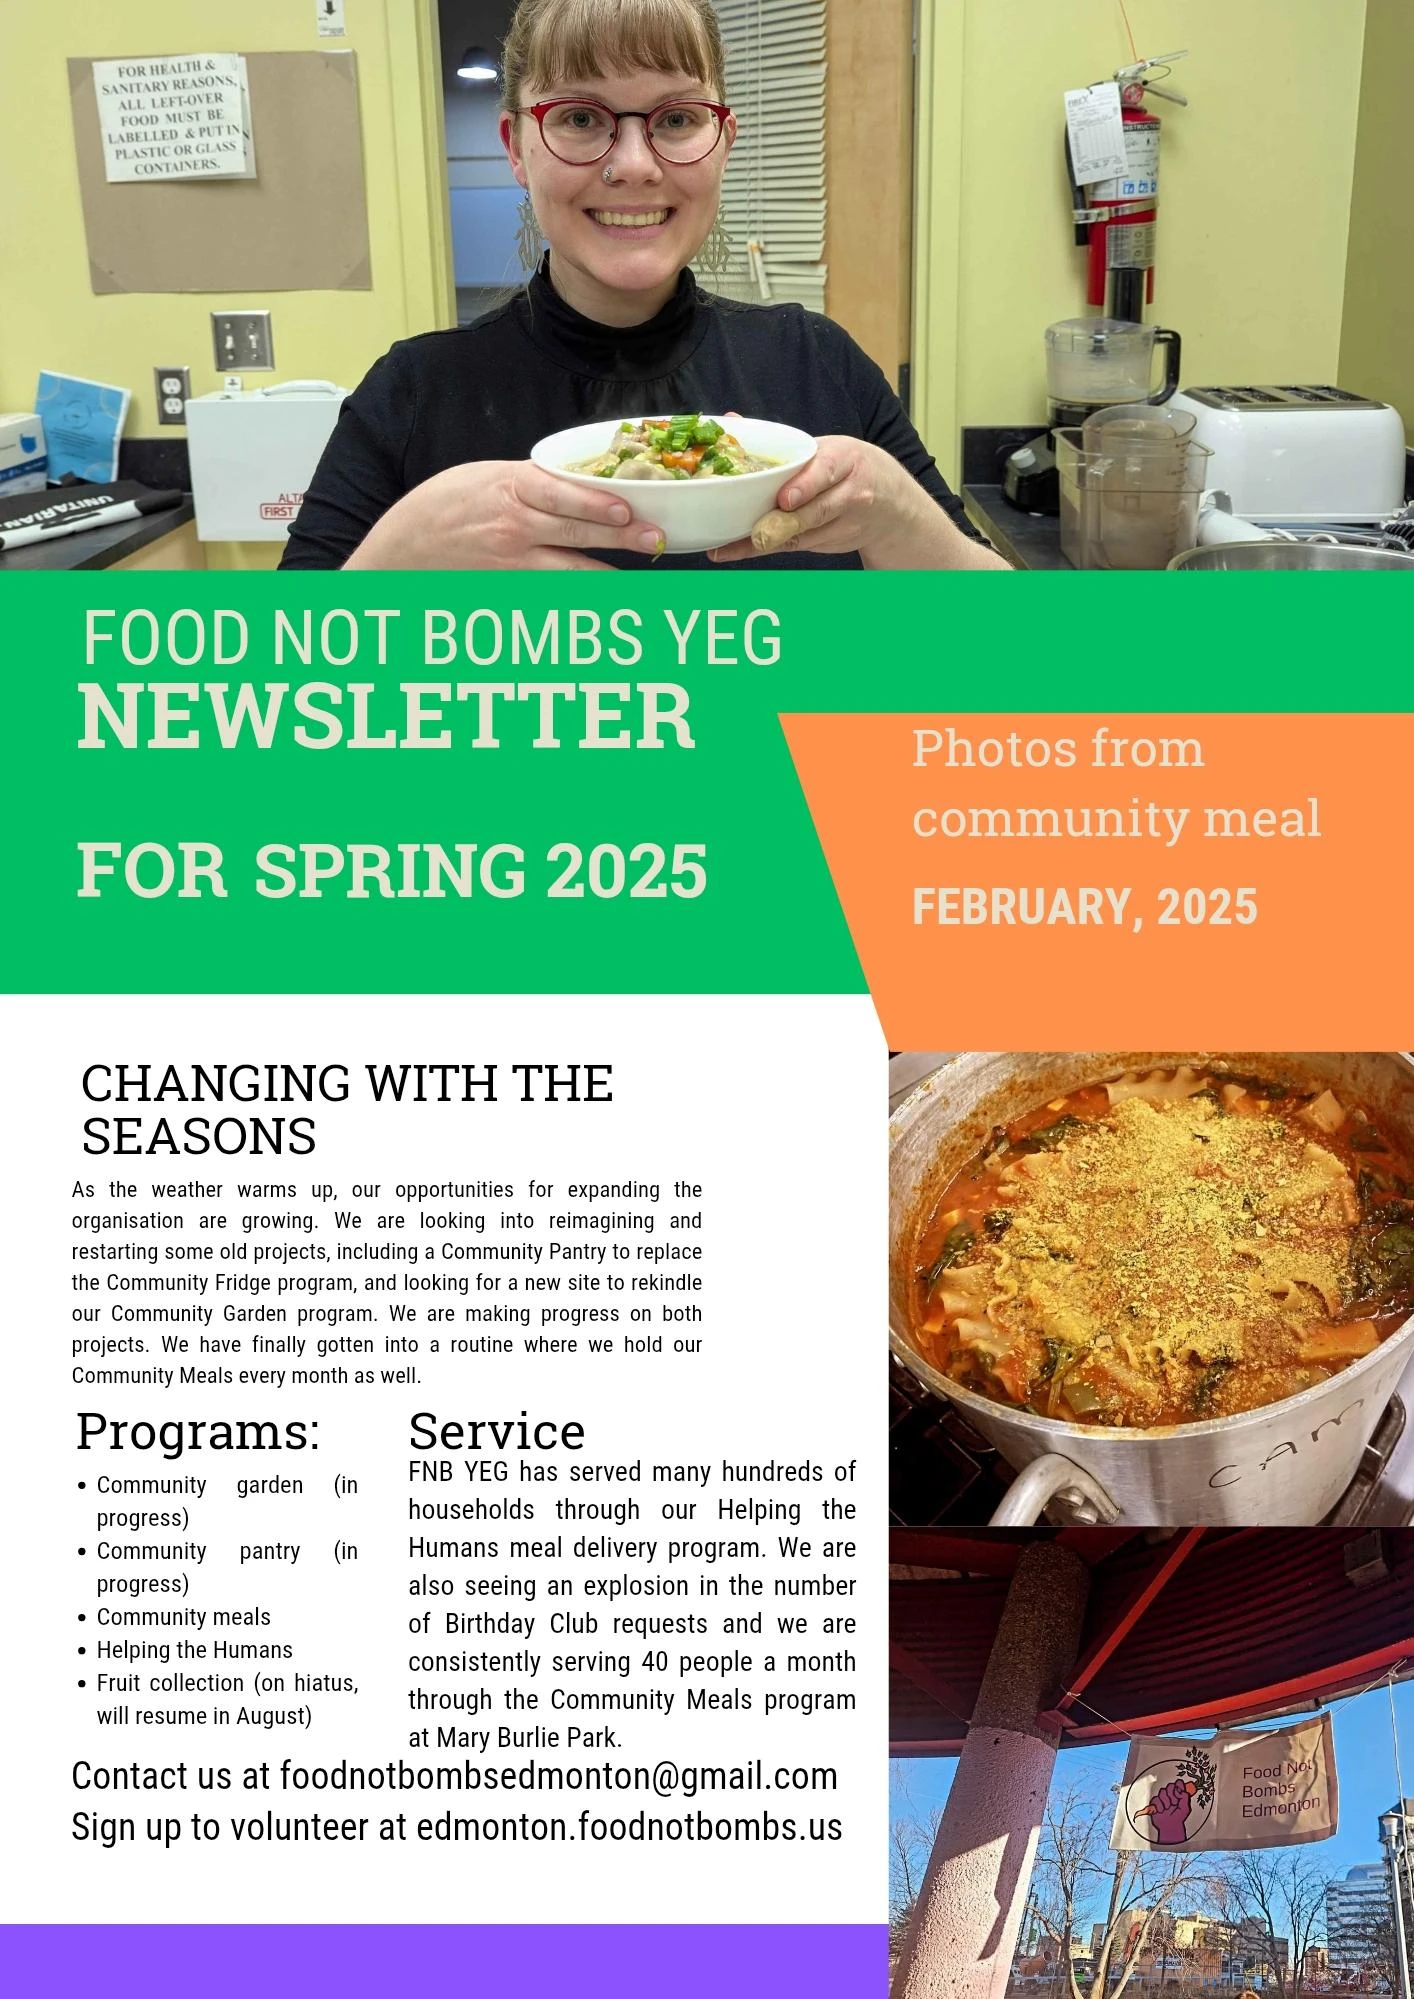 FOR HEALTH &
SANITARY REASONS,
ALL LEFT-OVER
FOOD MUST BE
LABELLED & PUT IN
PLASTIC OR GLASS
CONTAINERS.
UNITARIAN
ALTA
FIRST
FOOD NOT BOMBS YEG
NEWSLETTER
FOR SPRING 2025
Photos from
community meal
FEBRUARY, 2025
CHANGING WITH THE
SEASONS
As the weather warms up, our opportunities for expanding the
organisation are growing. We are looking into reimagining and
restarting some old projects, including a Community Pantry to replace
the Community Fridge program, and looking for a new site to rekindle
our Community Garden program. We are making progress on both
projects. We have finally gotten into a routine where we hold our
Community Meals every month as well.
Programs:
• Community garden (in
progress)
• Community pantry (in
progress)
• Community meals
• Helping the Humans
• Fruit collection (on hiatus,
will resume in August)
Service
FNB YEG has served many hundreds of
households through our Helping the
Humans meal delivery program. We are
also seeing an explosion in the number
of Birthday Club requests and we are
consistently serving 40 people a month
through the Community Meals program
at Mary Burlie Park.
Contact us at foodnotbombsedmonton@gmail.com
Sign up to volunteer at edmonton.foodnotbombs.us
CAM
Food Not
Bombs
Edmonton